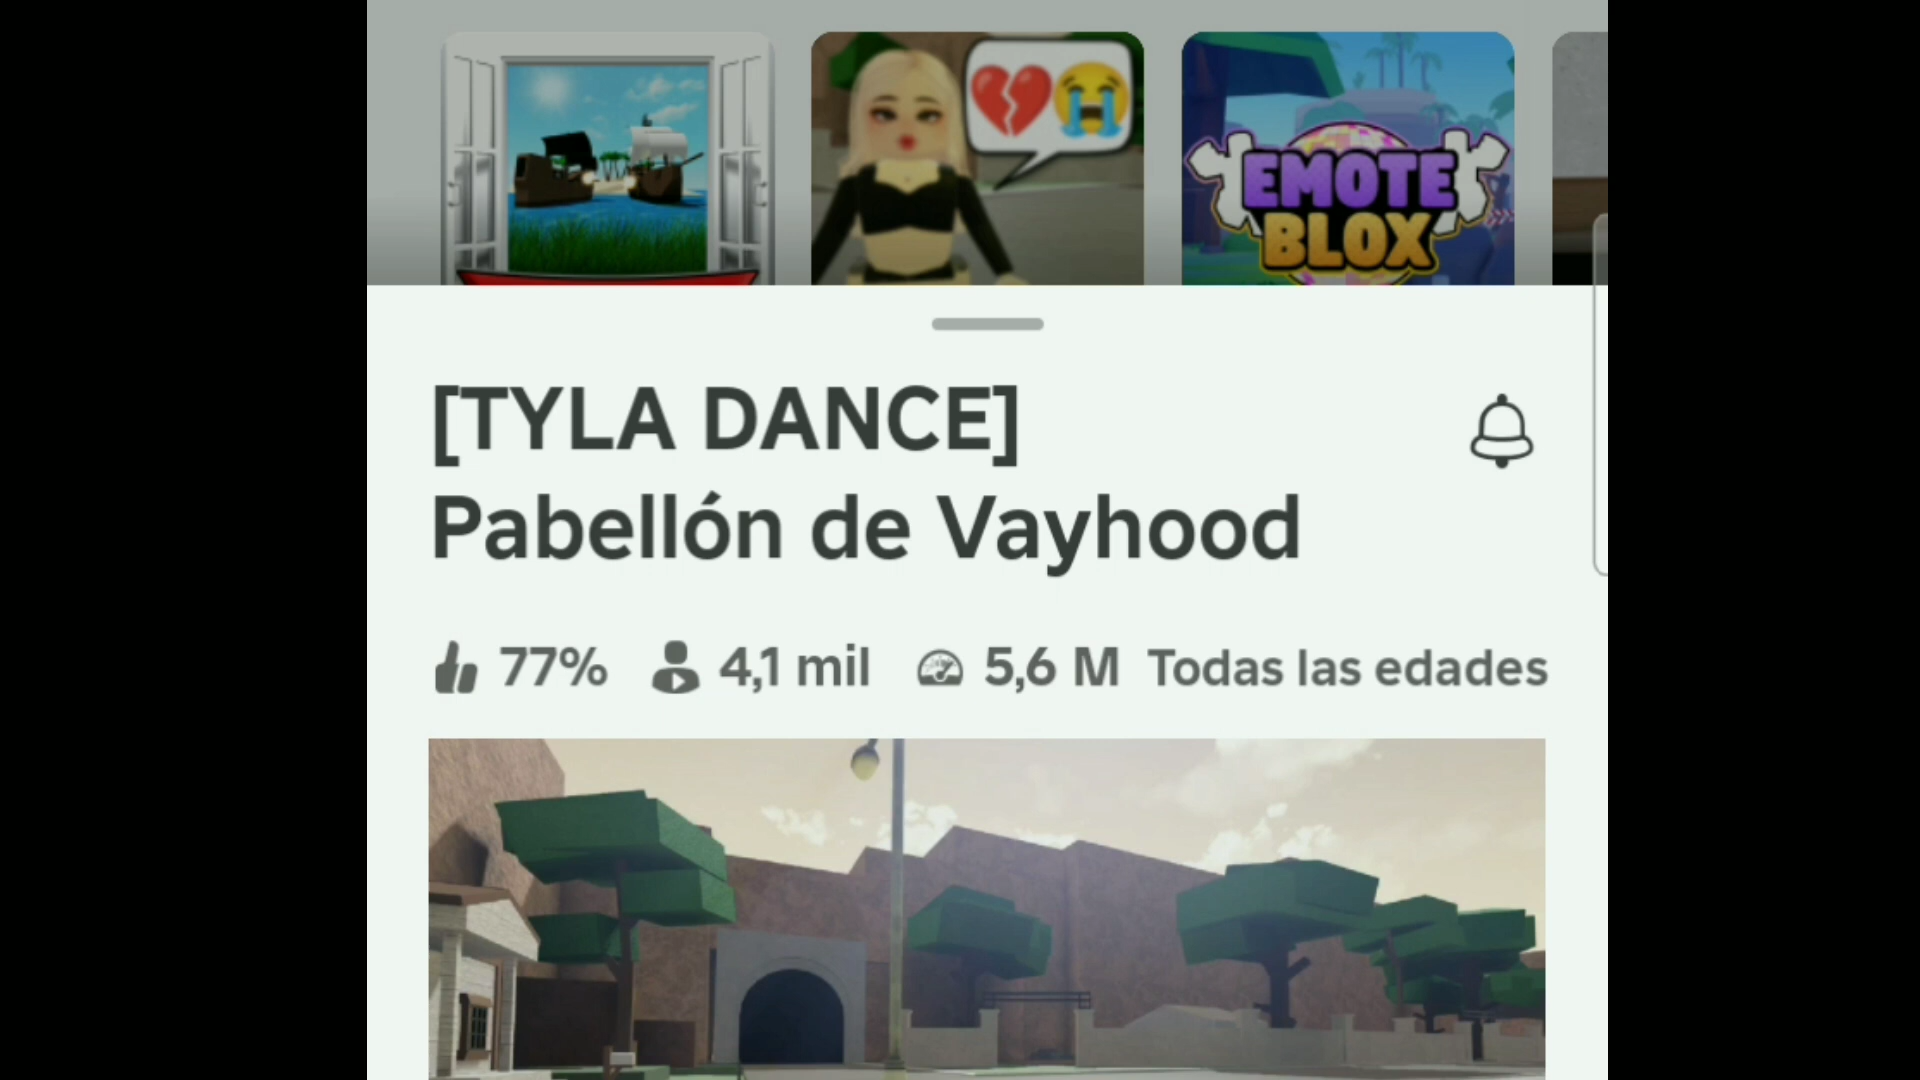 EMOTE
BLOX
[TYLA DANCE]
Pabellón de Vayhood
77% 4,1 mil 5,6 M Todas las edades